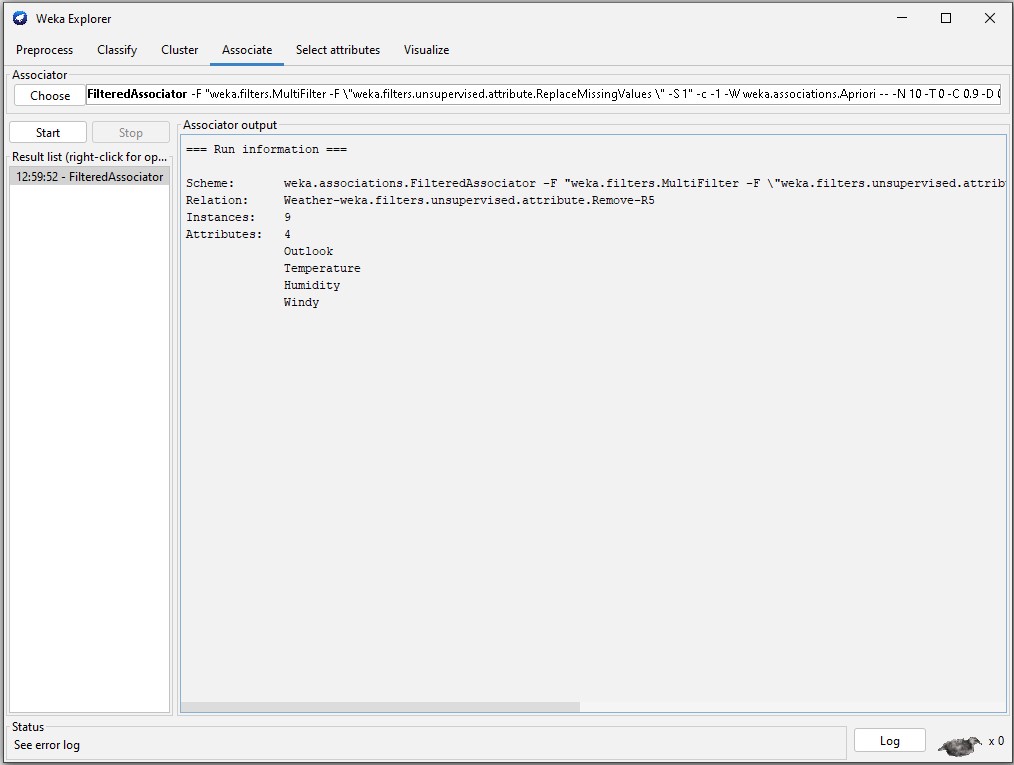 Weka Explorer
Preprocess Classify Cluster Associate Select attributes Visualize
Associator
Choose FilteredAssociator -F "weka.filters.MultiFilter -F \"weka.filters.unsupervised.attribute.ReplaceMissingValues \" -S 1" -c -1 -W weka.associations.Apriori -- -N 10 -T 0 -C 0.9 -D
Start Stop
Result list (right-click for op...
12:59:52 - FilteredAssociator
Associator output
=== Run information ===
Scheme: weka.associations.FilteredAssociator -F "weka.filters.MultiFilter -F \"weka.filters.unsupervised.attrib
Relation: Weather-weka.filters.unsupervised.attribute.Remove-R5
Instances: 9
Attributes: 4
Outlook
Temperature
Humidity
Windy
Status
See error log
Log
x 0